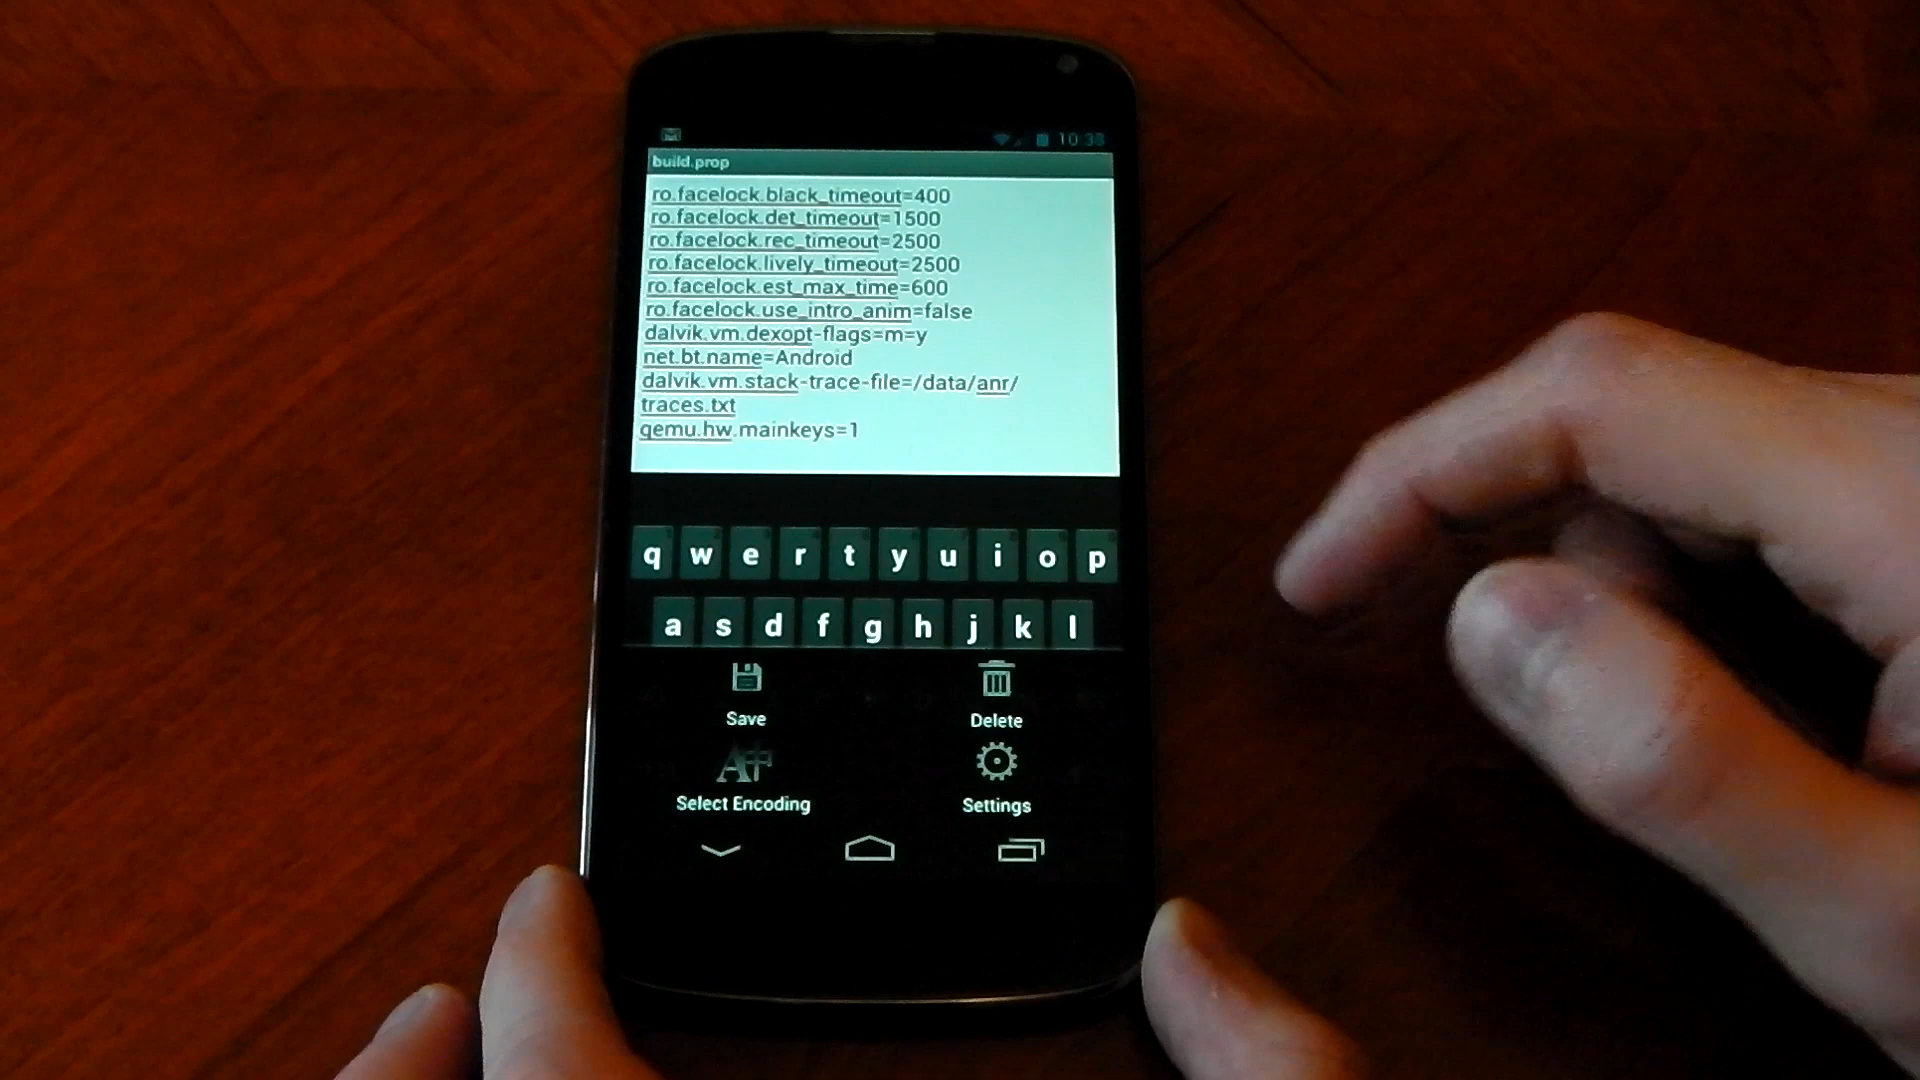 10:38
build.prop
ro.facelock.black_timeout=400
ro.facelock.det_timeout=1500
ro.facelock.rec_timeout=2500
ro.facelock.lively_timeout=2500
ro.facelock.est_max_time=600
ro.facelock.use_intro_anim=false
dalvik.vm.dexopt-flags=m=y
net.bt.name=Android
dalvik.vm.stack-trace-file=/data/anr/
traces.txt
qemu.hw.mainkeys=1
q w e r t y u i o p
a s d f g h j k l
Save Delete
Select Encoding Settings